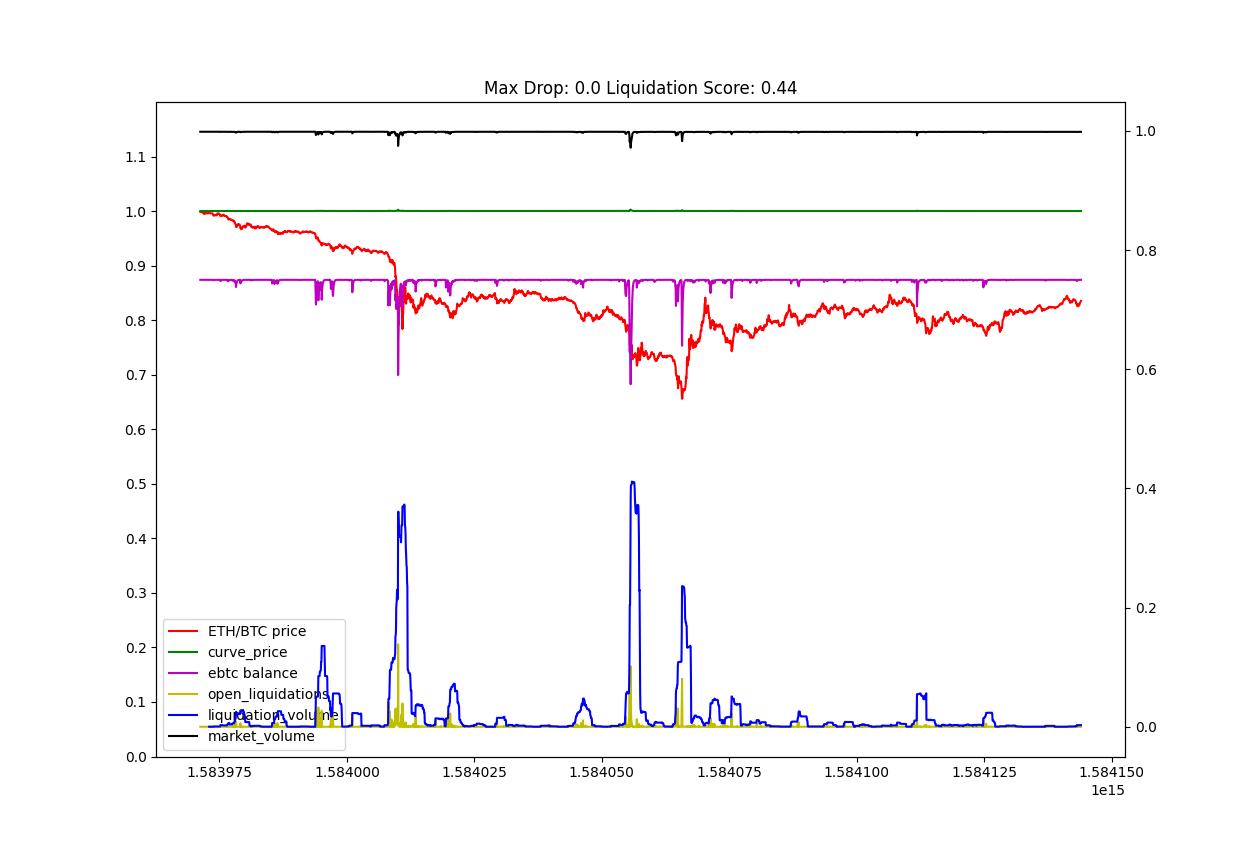 Max Drop: 0.0 Liquidation Score: 0.44
1.1
1.0
0.9
0.8
0.7
0.6
0.5
0.4
0.3
0.2
0.1
0.0
1.0
0.8
0.6
0.4
0.2
0.0
ETH/BTC price
curve_price
ebtc balance
open_liquidations
liquidation_volume
market_volume
1.583975 1.584000 1.584025 1.584050 1.584075 1.584100 1.584125 1.584150
1e15